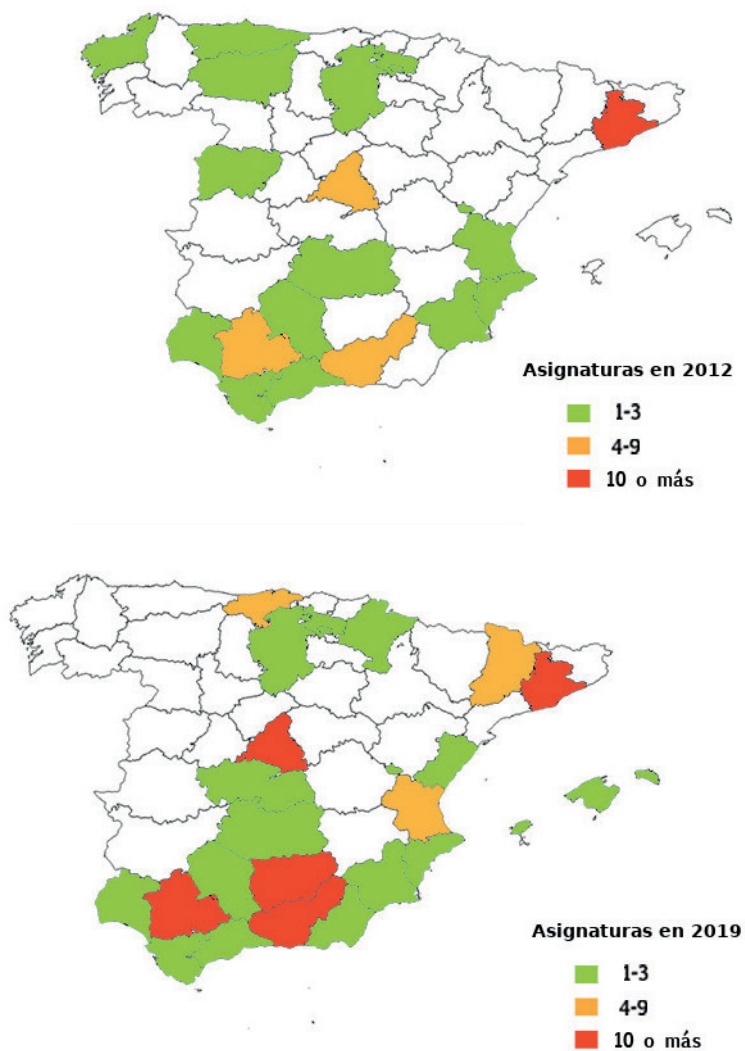 Asignaturas en 2012
1-3
4-9
10 o más
Asignaturas en 2019
1-3
4-9
10 o más